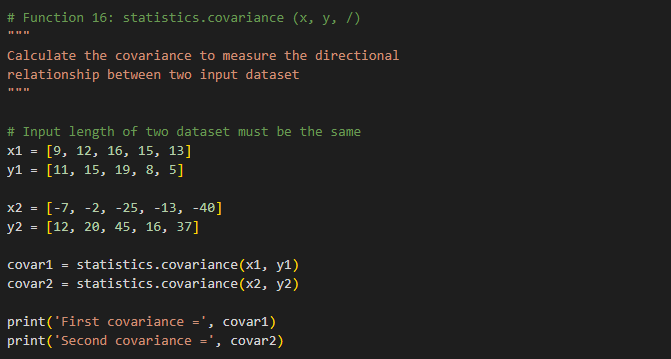 # Function 16: statistics.covariance (x, y, /)
"""
Calculate the covariance to measure the directional
relationship between two input dataset
"""
# Input length of two dataset must be the same
x1 = [9, 12, 16, 15, 13]
y1 = [11, 15, 19, 8, 5]
x2 = [-7, -2, -25, -13, -40]
y2 = [12, 20, 45, 16, 37]
covar1 = statistics.covariance(x1, y1)
covar2 = statistics.covariance(x2, y2)
print('First covariance =', covar1)
print('Second covariance =', covar2)